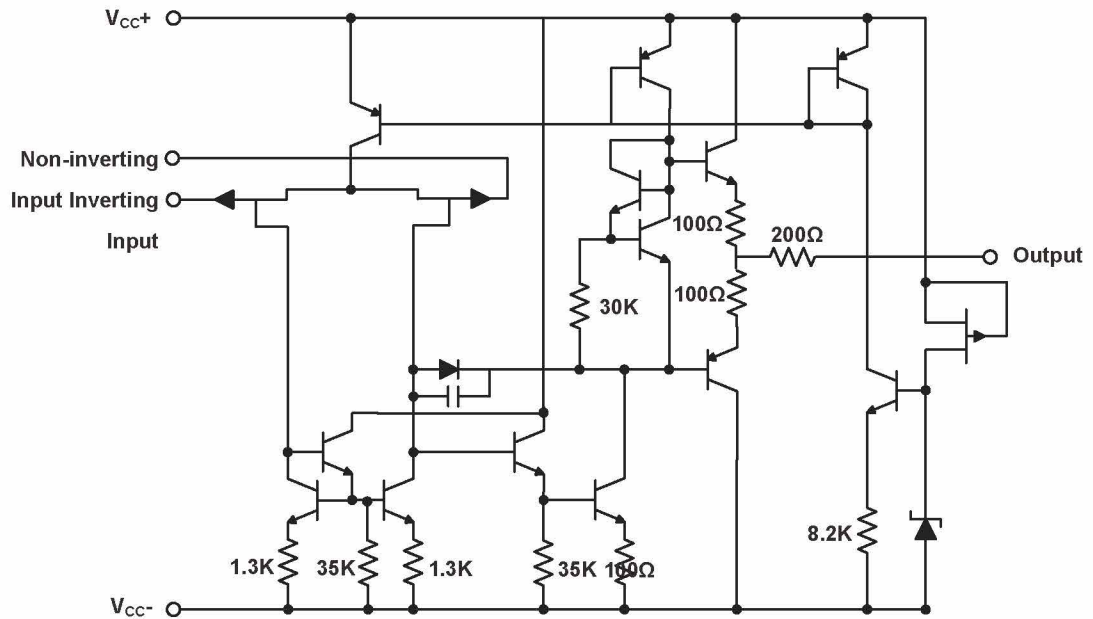 VCC+
Non-inverting
Input Inverting
Input
100Ω
200Ω
Output
100Ω
30K
8.2K
1.3K
35K
1.3K
35K
100Ω
VCC-